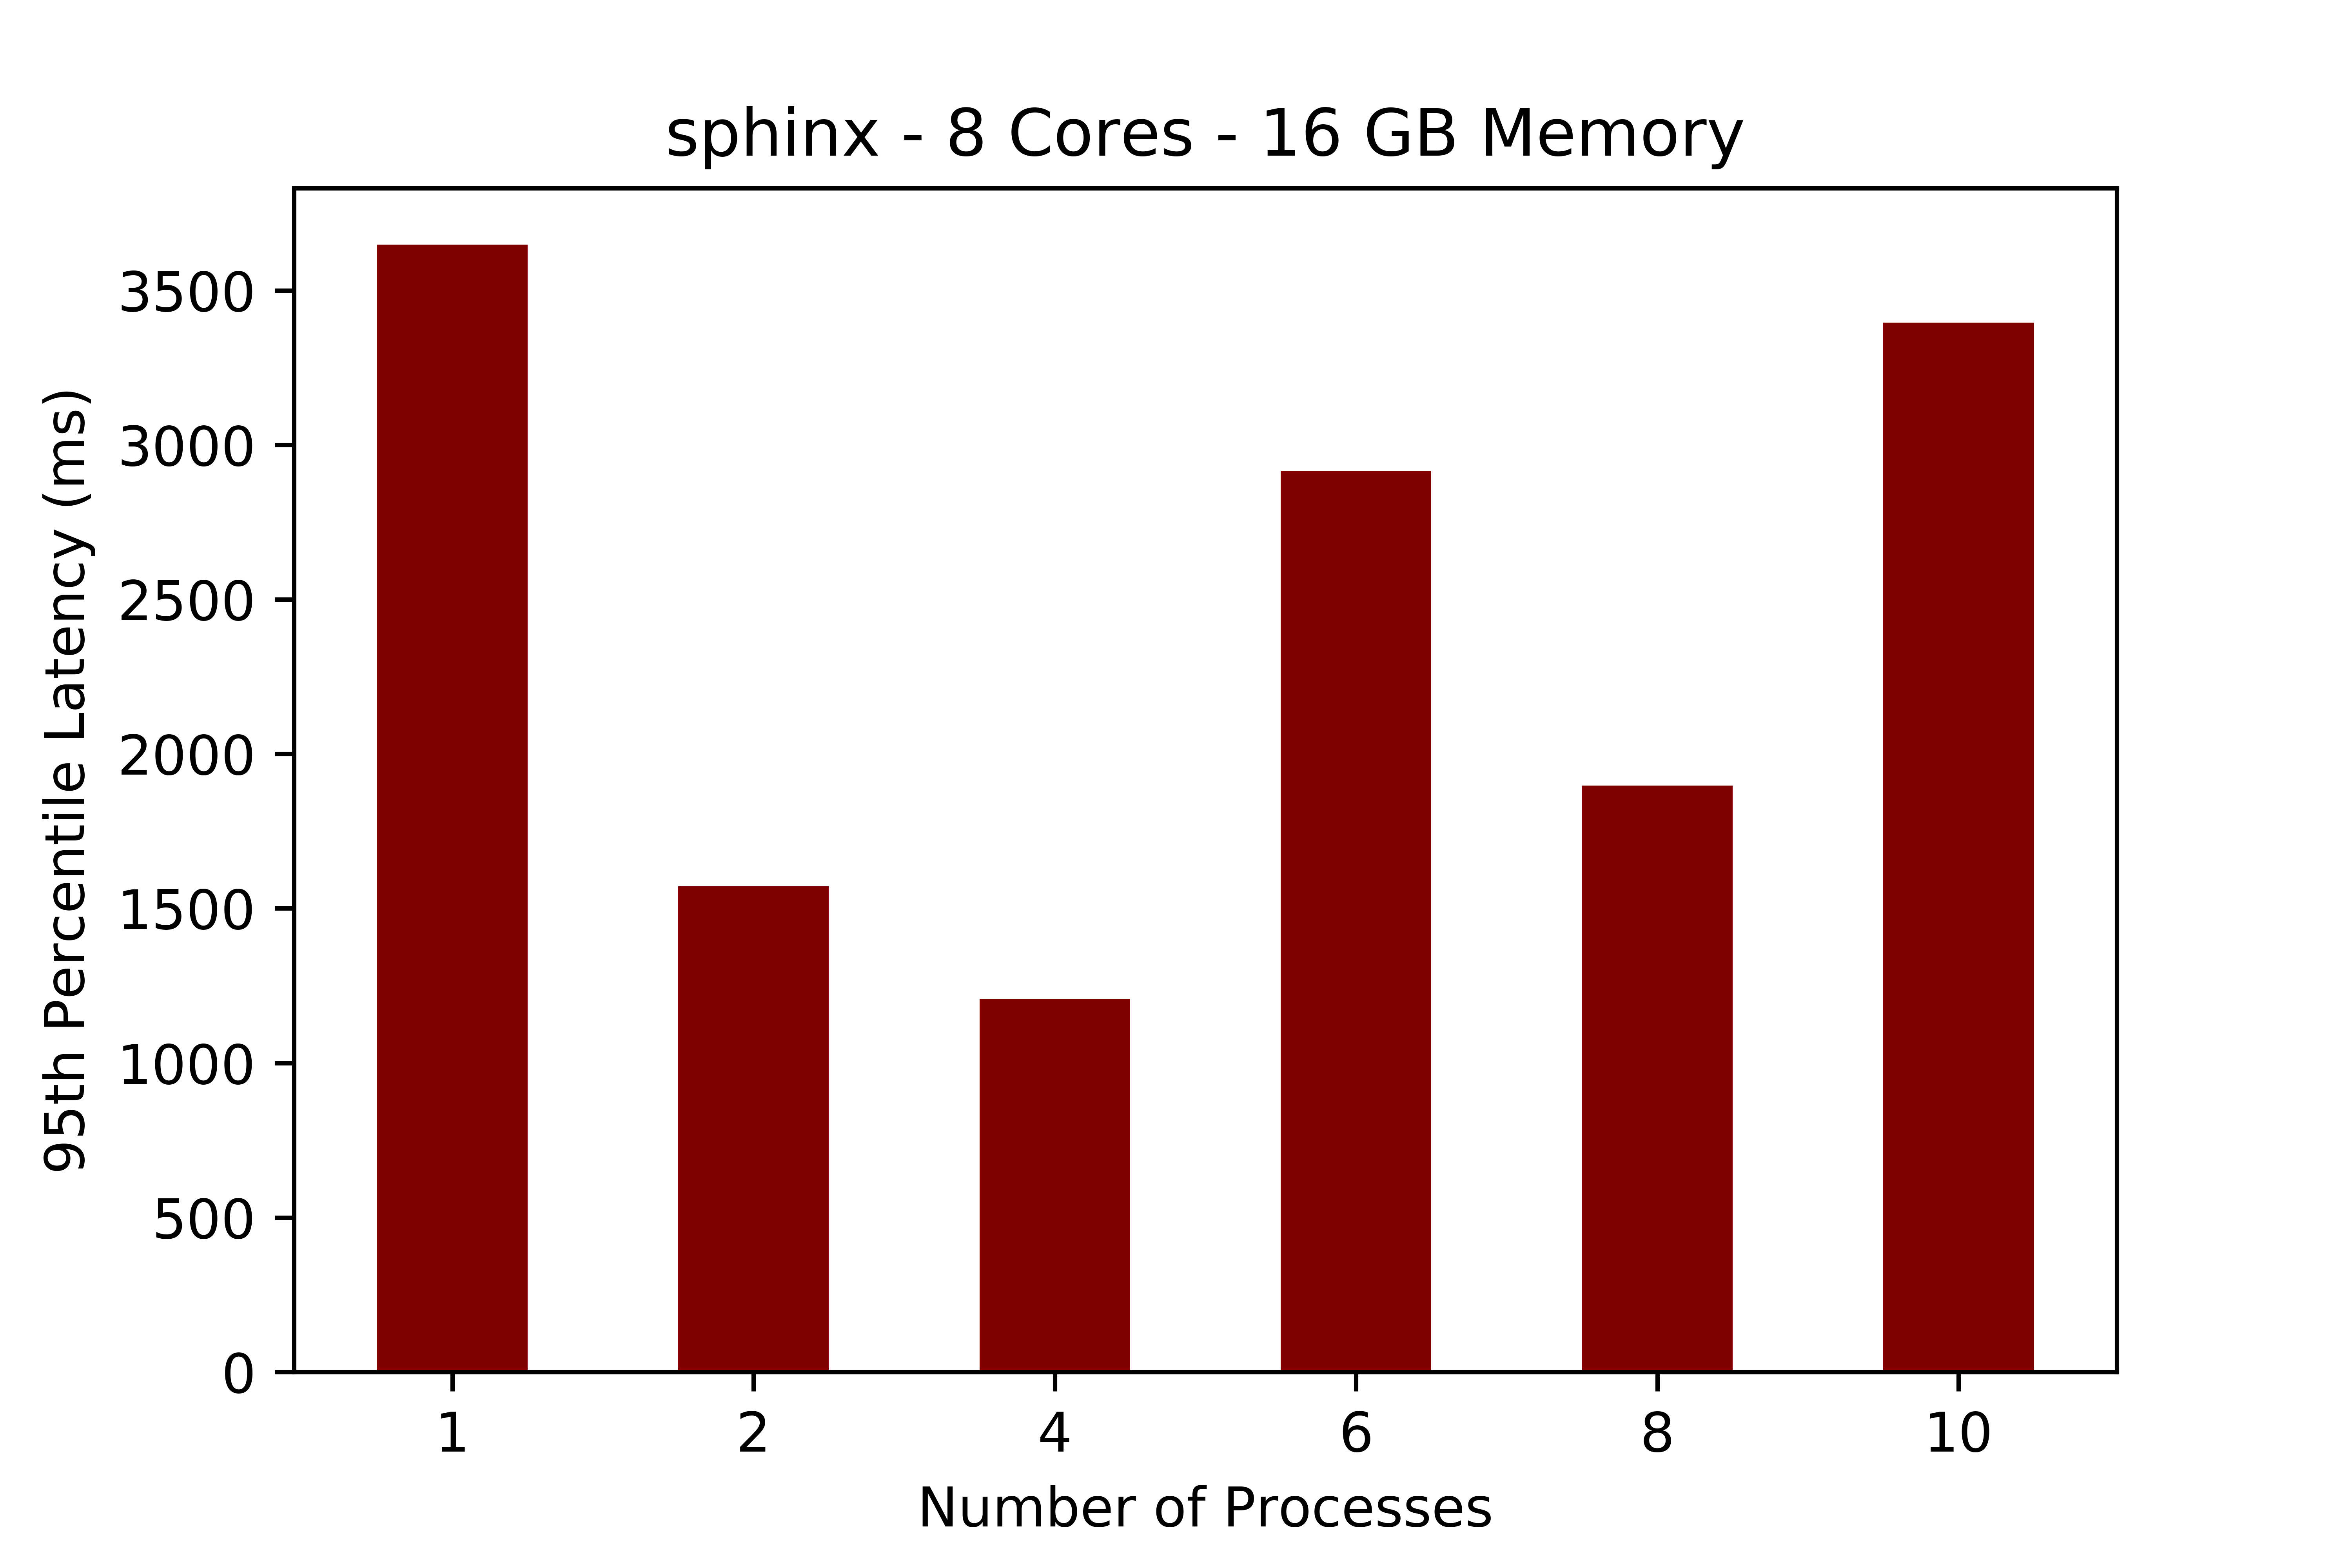 sphinx - 8 Cores - 16 GB Memory
95th Percentile Latency (ms)
3500
3000
2500
2000
1500
1000
500
0
1 2 4 6 8 10
Number of Processes